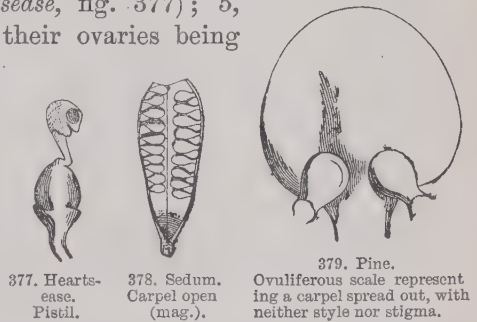 sease, fig. 377); 5,
their ovaries being
377. Hearts-
ease.
Pistil.
378. Sedum.
Carpel open
(mag.).
379. Pine.
Ovuliferous scale represent
ing a carpel spread out, with
neither style nor stigma.